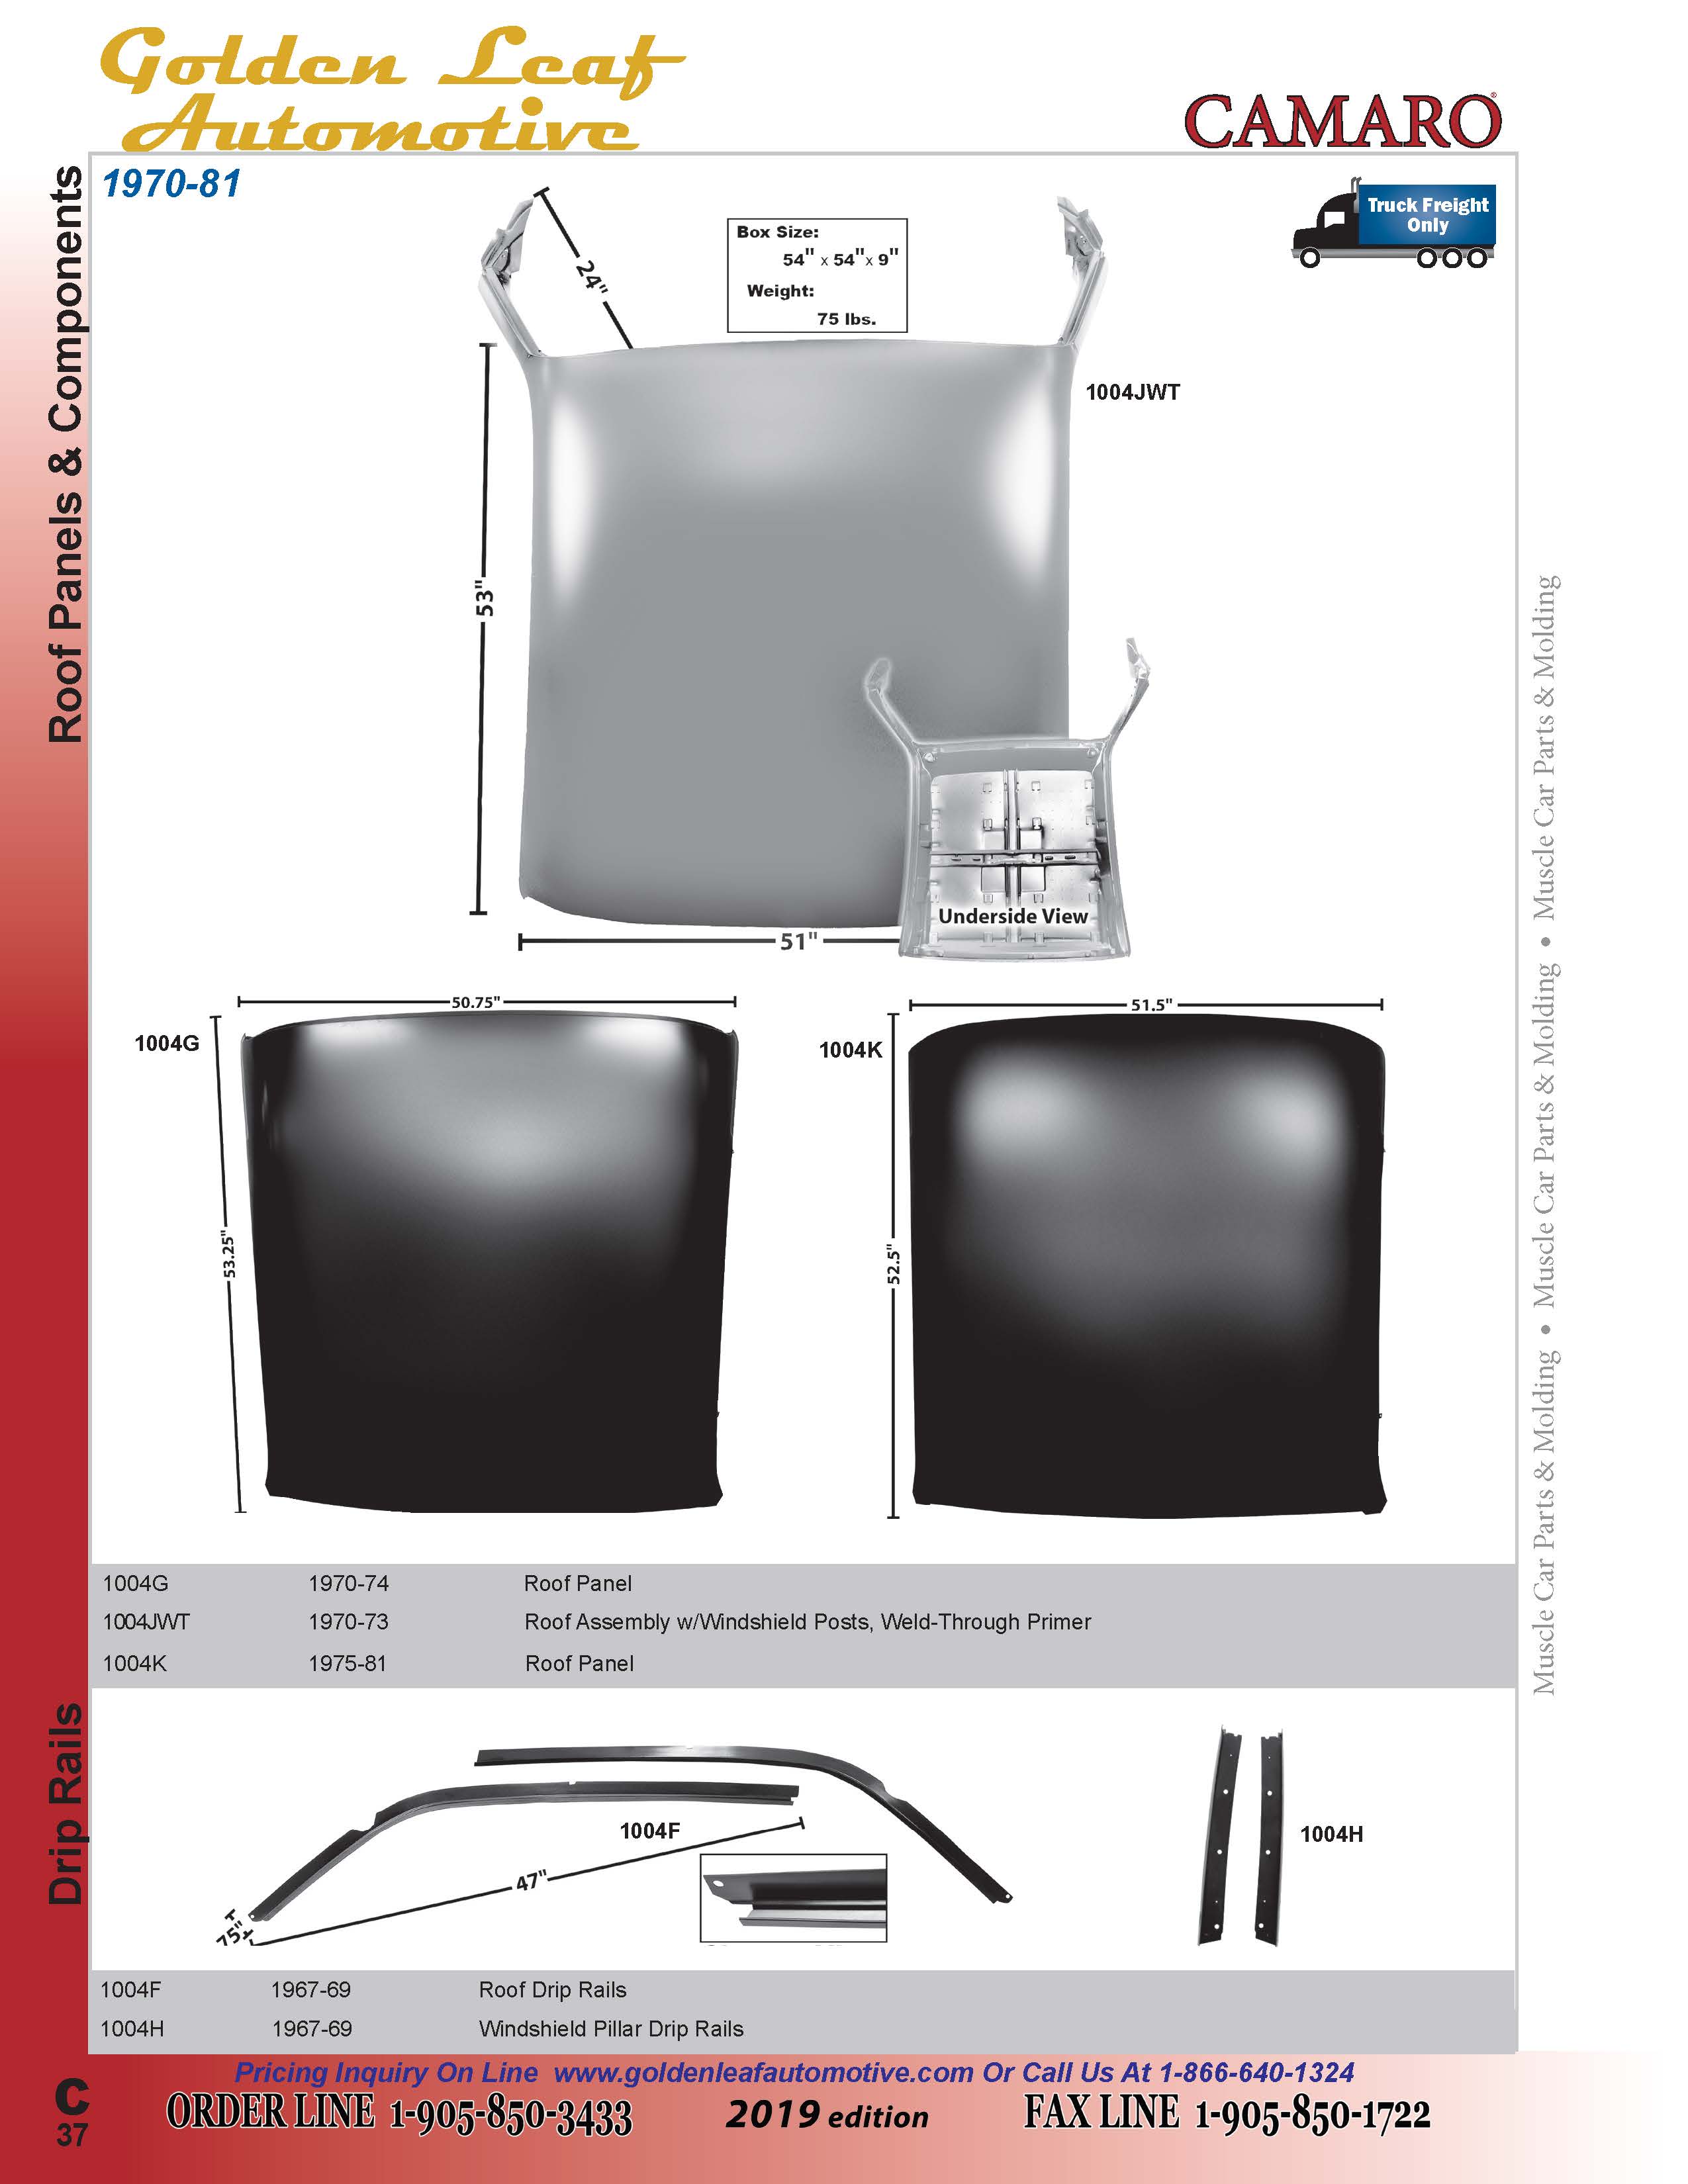 Golden Leaf
Automotive
CAMARO®
Roof Panels & Components
1970-81
Truck Freight
Only
Box Size:
54" x 54" x 9"
Weight:
75 lbs.
24"
1004JWT
53"
Underside View
51"
50.75"
1004G
53.25"
51.5"
1004K
52.5"
1004G 1970-74 Roof Panel
1004JWT 1970-73 Roof Assembly w/Windshield Posts, Weld-Through Primer
1004K 1975-81 Roof Panel
Drip Rails
1004F
47"
75"
1004H
1004F 1967-69 Roof Drip Rails
1004H 1967-69 Windshield Pillar Drip Rails
Muscle Car Parts & Molding • Muscle Car Parts & Molding • Muscle Car Parts & Molding
Pricing Inquiry On Line www.goldenleafautomotive.com Or Call Us At 1-866-640-1324
C
37
ORDER LINE 1-905-850-3433 2019 edition FAX LINE 1-905-850-1722